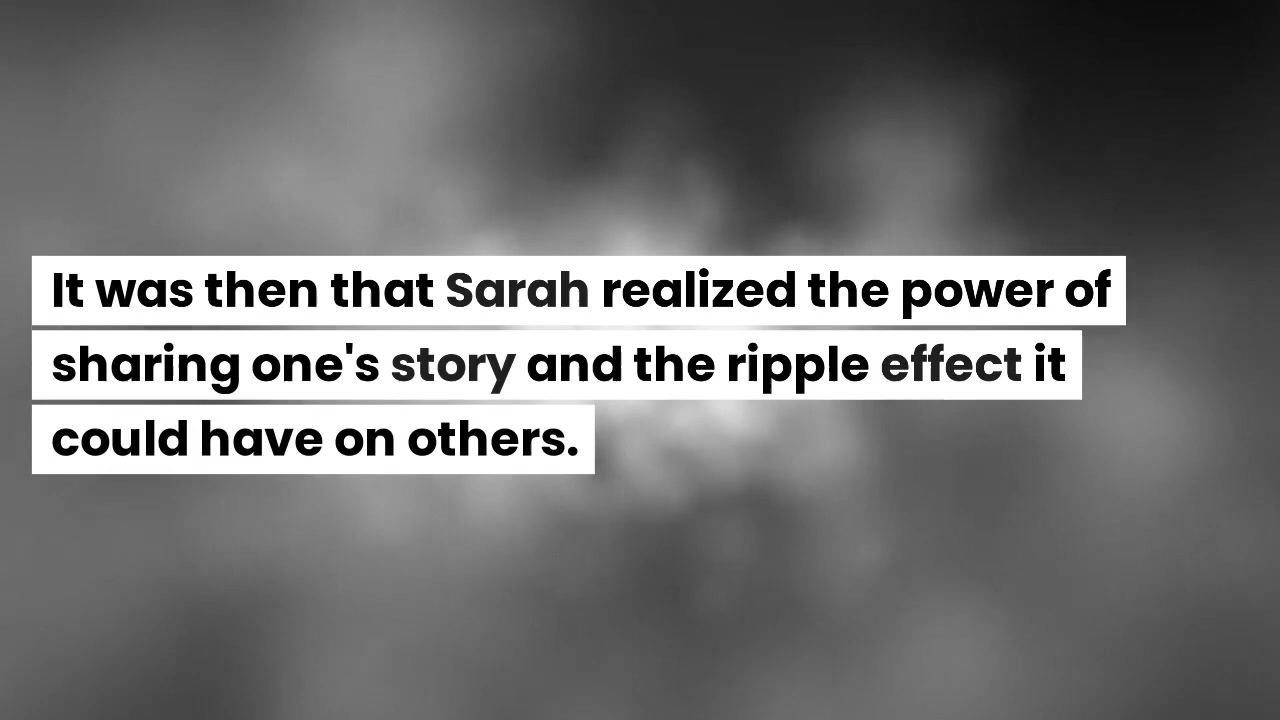 It was then that Sarah realized the power of
sharing one's story and the ripple effect it
could have on others.